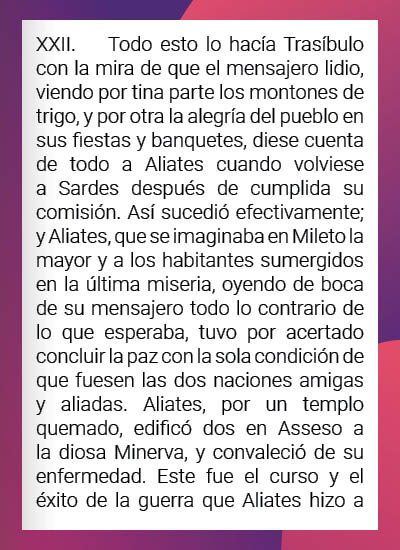 XXII. Todo esto lo hacía Trasíbulo
con la mira de que el mensajero lidio,
viendo por tina parte los montones de
trigo, y por otra la alegría del pueblo en
sus fiestas y banquetes, diese cuenta
de todo a Aliates cuando volviese
a Sardes después de cumplida su
comisión. Así sucedió efectivamente;
y Aliates, que se imaginaba en Mileto la
mayor y a los habitantes sumergidos
en la última miseria, oyendo de boca
de su mensajero todo lo contrario de
lo que esperaba, tuvo por acertado
concluir la paz con la sola condición de
que fuesen las dos naciones amigas
y aliadas. Aliates, por un templo
quemado, edificó dos en Asseso a
la diosa Minerva, y convaleció de su
enfermedad. Este fue el curso y el
éxito de la guerra que Aliates hizo a